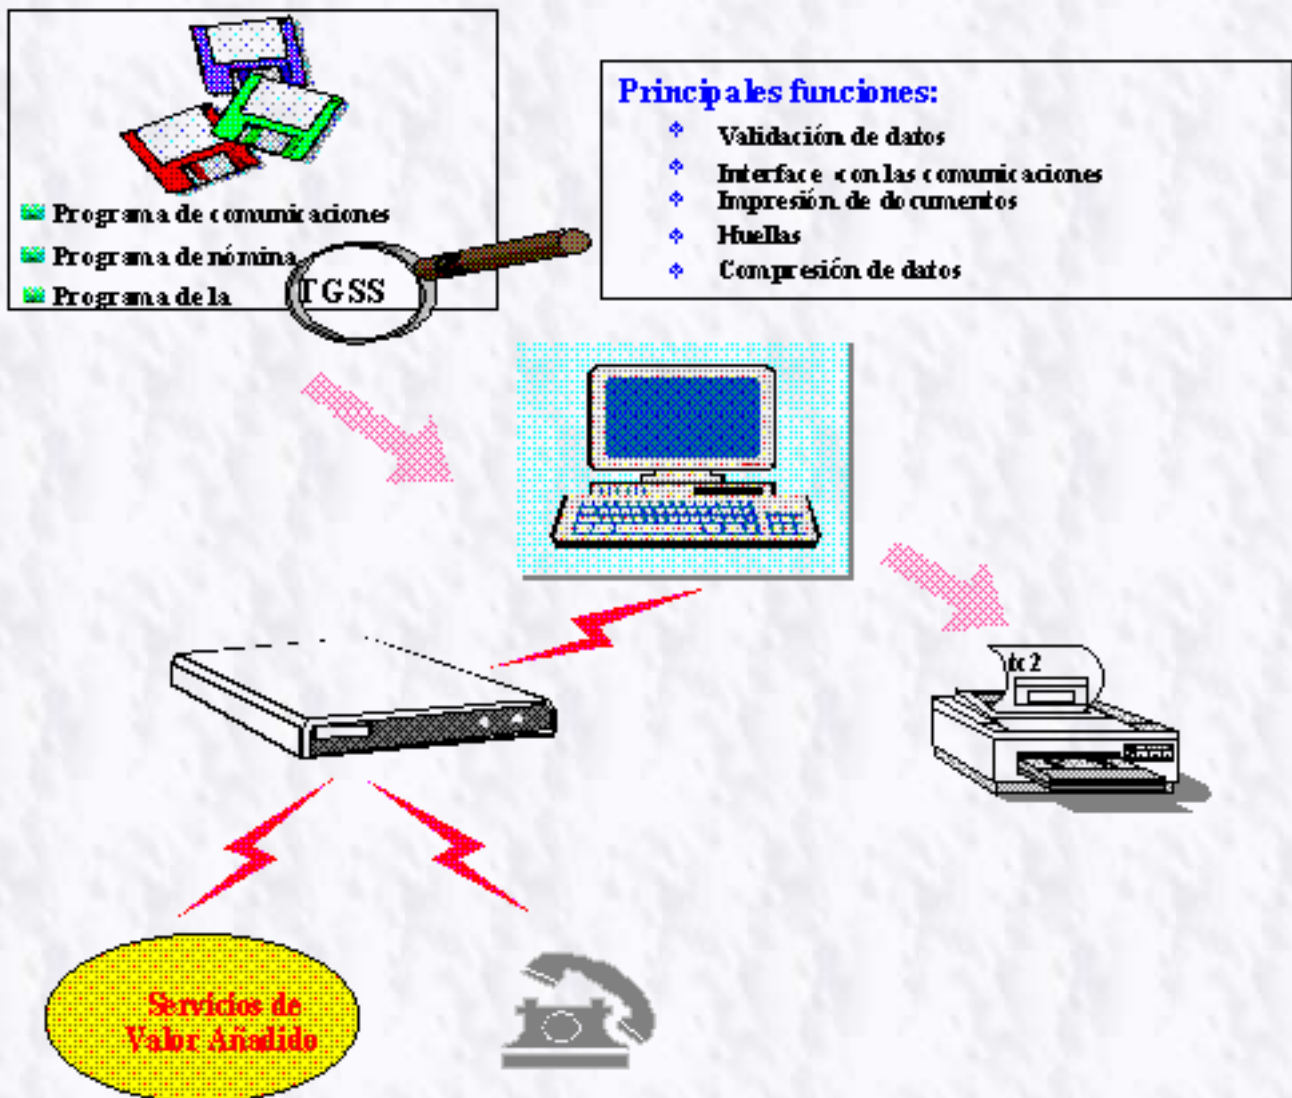 Programa de comunicaciones
Programa de nómina
Programa de la TGSS
Principales funciones:
Validación de datos
Interface con las comunicaciones
Impresión de documentos
Huellas
Compresión de datos
tc2
Servicios de
Valor Añadido